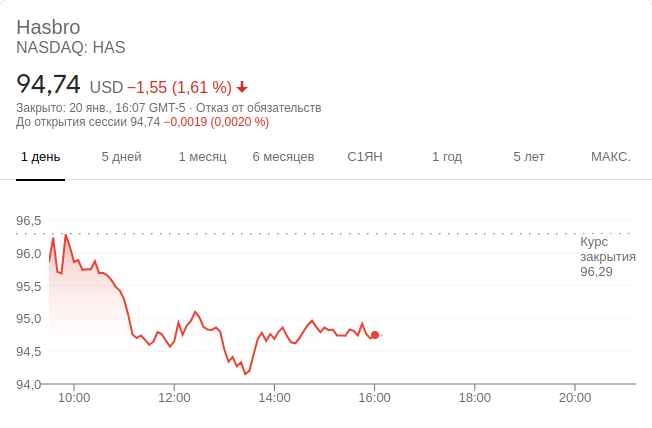 Hasbro
NASDAQ: HAS
94,74 USD −1,55 (1,61 %)
Закрыто: 20 янв., 16:07 GMT-5 · Отказ от обязательств
До открытия сессии 94,74 −0,0019 (0,0020 %)
1 день 5 дней 1 месяц 6 месяцев С1ЯН 1 год 5 лет МАКС.
96,5
Курс
закрытия
96,29
96,0
95,5
95,0
94,5
94,0
10:00 12:00 14:00 16:00 18:00 20:00